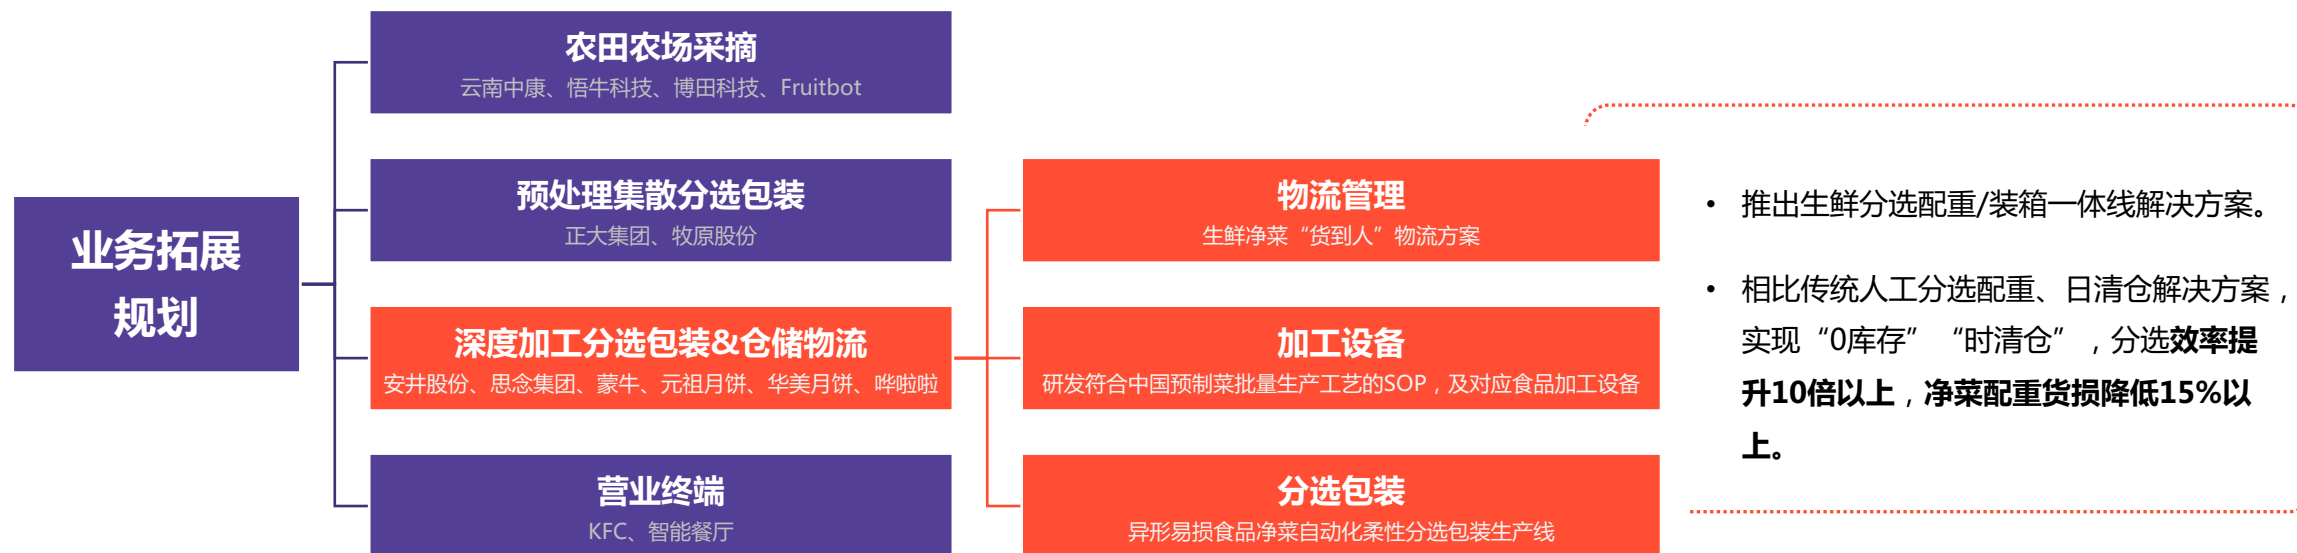 业务拓展
规划
农田农场采摘
云南中康、悟牛科技、博田科技、Fruitbot
预处理集散分选包装
正大集团、牧原股份
深度加工分选包装&仓储物流
安井股份、思念集团、蒙牛、元祖月饼、华美月饼、哗啦啦
营业终端
KFC、智能餐厅
物流管理
生鲜净菜“货到人”物流方案
加工设备
研发符合中国预制菜批量生产工艺的SOP，及对应食品加工设备
分选包装
异形易损食品净菜自动化柔性分选包装生产线
• 推出生鲜分选配重/装箱一体线解决方案。
• 相比传统人工分选配重、日清仓解决方案，
实现“0库存”“时清仓”，分选效率提
升10倍以上，净菜配重货损降低15%以
上。